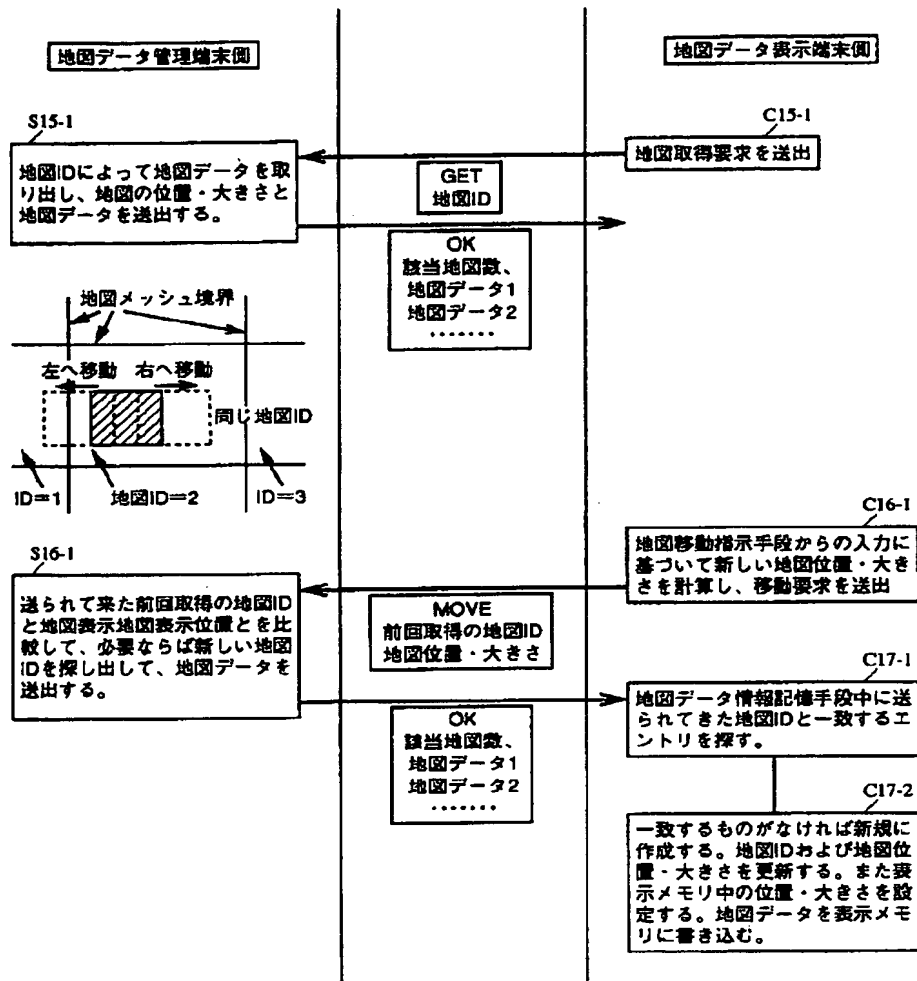 地図データ管理端末側
地図データ表示端末側
S15-1
C15-1
地図IDによって地図データを取
り出し、地図の位置・大きさと
地図データを送出する。
地図取得要求を送出
GET
地図ID
OK
該当地図数、
地図データ1
地図データ2
·······
地図メッシュ境界
左へ移動
右へ移動
同じ地図ID
ID=1
地図ID=2
ID=3
C16-1
地図移動指示手段からの入力に
基づいて新しい地図位置・大き
さを計算し、移動要求を送出
S16-1
送られて来た前回取得の地図ID
と地図表示地図表示位置とを比
較して、必要ならば新しい地図
IDを探し出して、地図データを
送出する。
MOVE
前回取得の地図ID
地図位置・大きさ
C17-1
地図データ情報記憶手段中に送
られてきた地図IDと一致するエ
ントリを探す。
OK
該当地図数、
地図データ1
地図データ2
·······
C17-2
一致するものがなければ新規に
作成する。地図IDおよび地図位
置・大きさを更新する。また表
示メモリ中の位置・大きさを設
定する。地図データを表示メモ
リに書き込む。